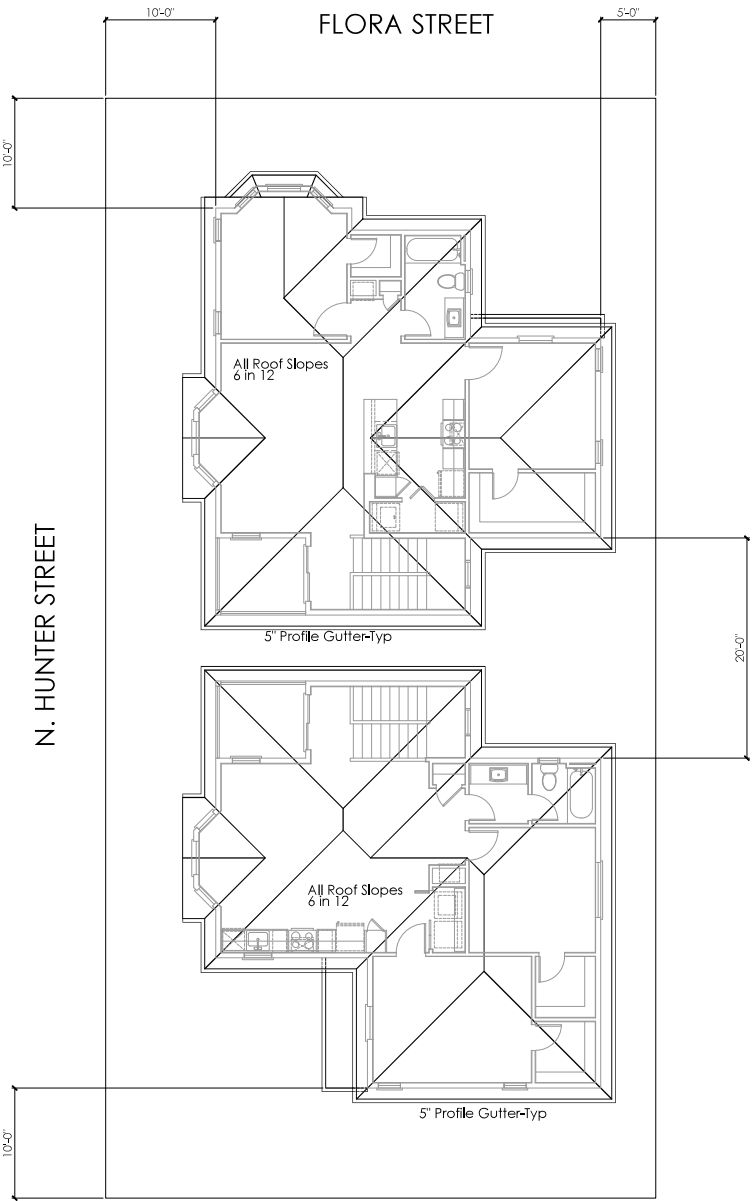 FLORA STREET
10'-0"
5'-0"
10'-0"
All Roof Slopes
6 in 12
N. HUNTER STREET
5" Profile Gutter-Typ
20'-0"
All Roof Slopes
6 in 12
5" Profile Gutter-Typ
10'-0"